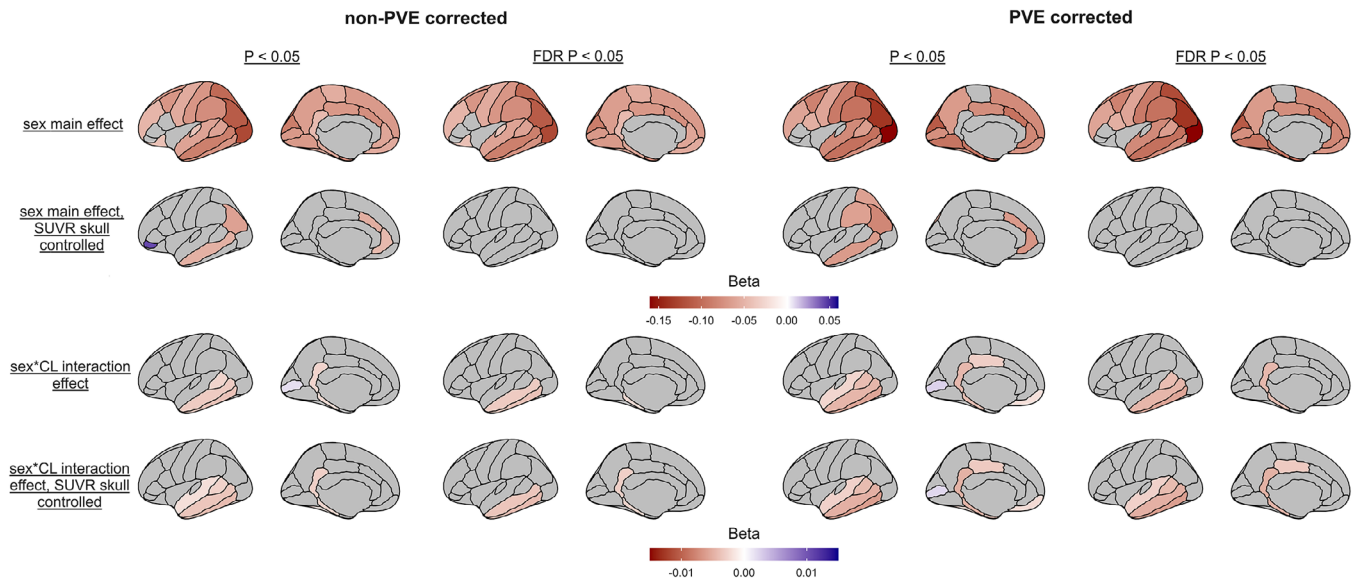 non-PVE corrected
PVE corrected
P < 0.05
FDR P < 0.05
P < 0.05
FDR P < 0.05
sex main effect
sex main effect,
SUVR skull
controlled
Beta
-0.15 -0.10 -0.05 0.00 0.05
sex*CL interaction
effect
sex*CL interaction
effect, SUVR skull
controlled
Beta
-0.01 0.00 0.01